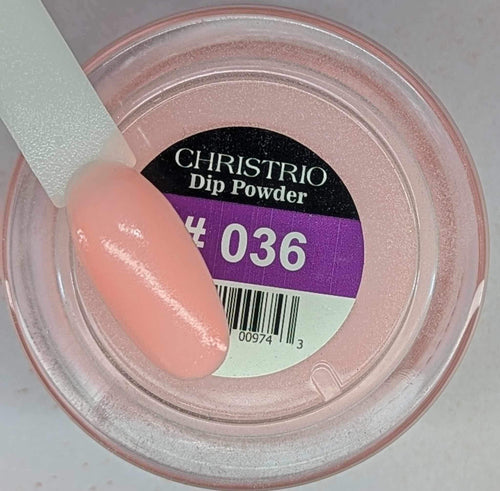 CHRISTRIO
Dip Powder
# 036
00974 3